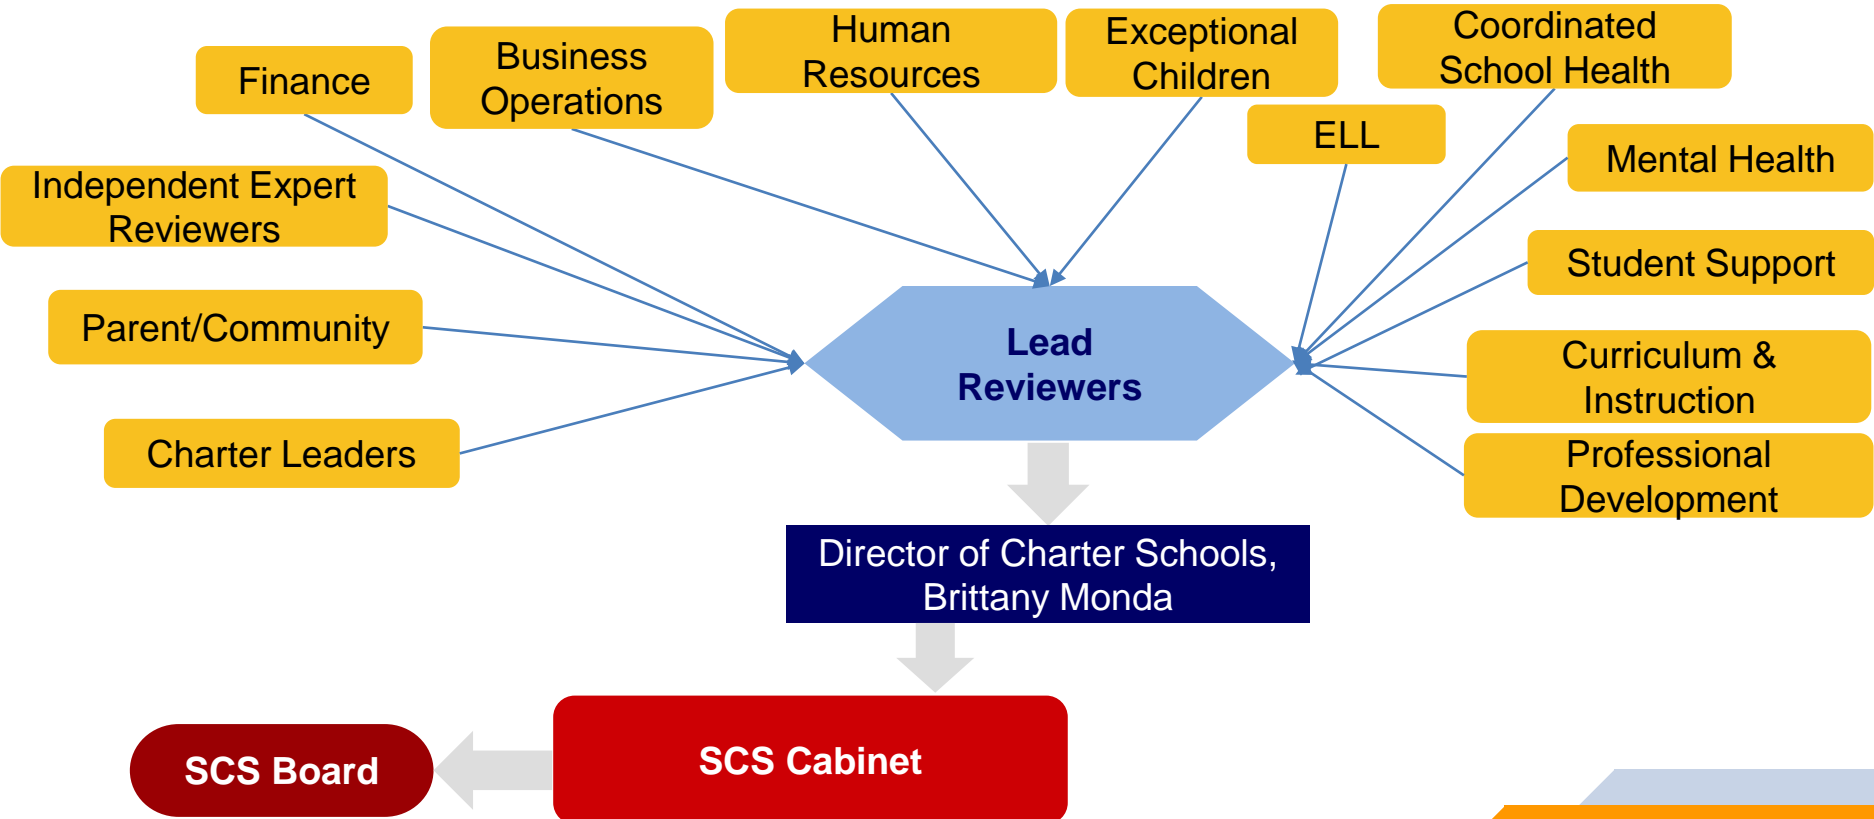 Finance
Business
Operations
Human
Resources
Exceptional
Children
Coordinated
School Health
ELL
Mental Health
Independent Expert
Reviewers
Student Support
Parent/Community
Lead
Reviewers
Curriculum &
Instruction
Charter Leaders
Professional
Development
Director of Charter Schools,
Brittany Monda
SCS Cabinet
SCS Board